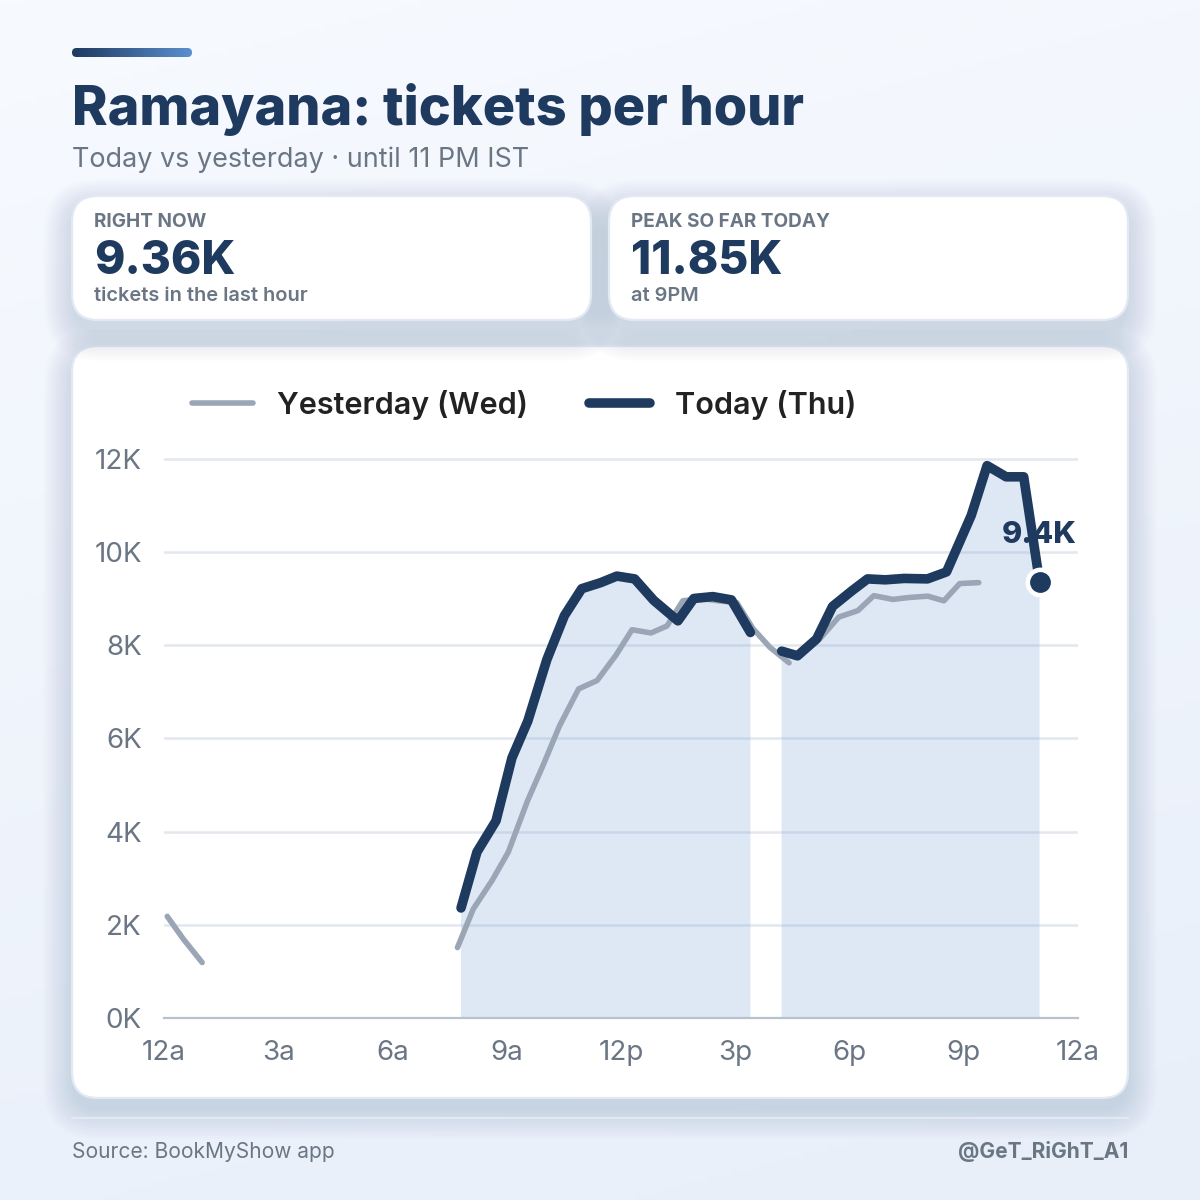 Ramayana: tickets per hour
Today vs yesterday · until 11 PM IST
RIGHT NOW
9.36K
tickets in the last hour
PEAK SO FAR TODAY
11.85K
at 9PM
Yesterday (Wed)
Today (Thu)
12K
10K
8K
6K
4K
2K
0K
9.4K
12a 3a 6a 9a 12p 3p 6p 9p 12a
Source: BookMyShow app
@GeT_RiGhT_A1